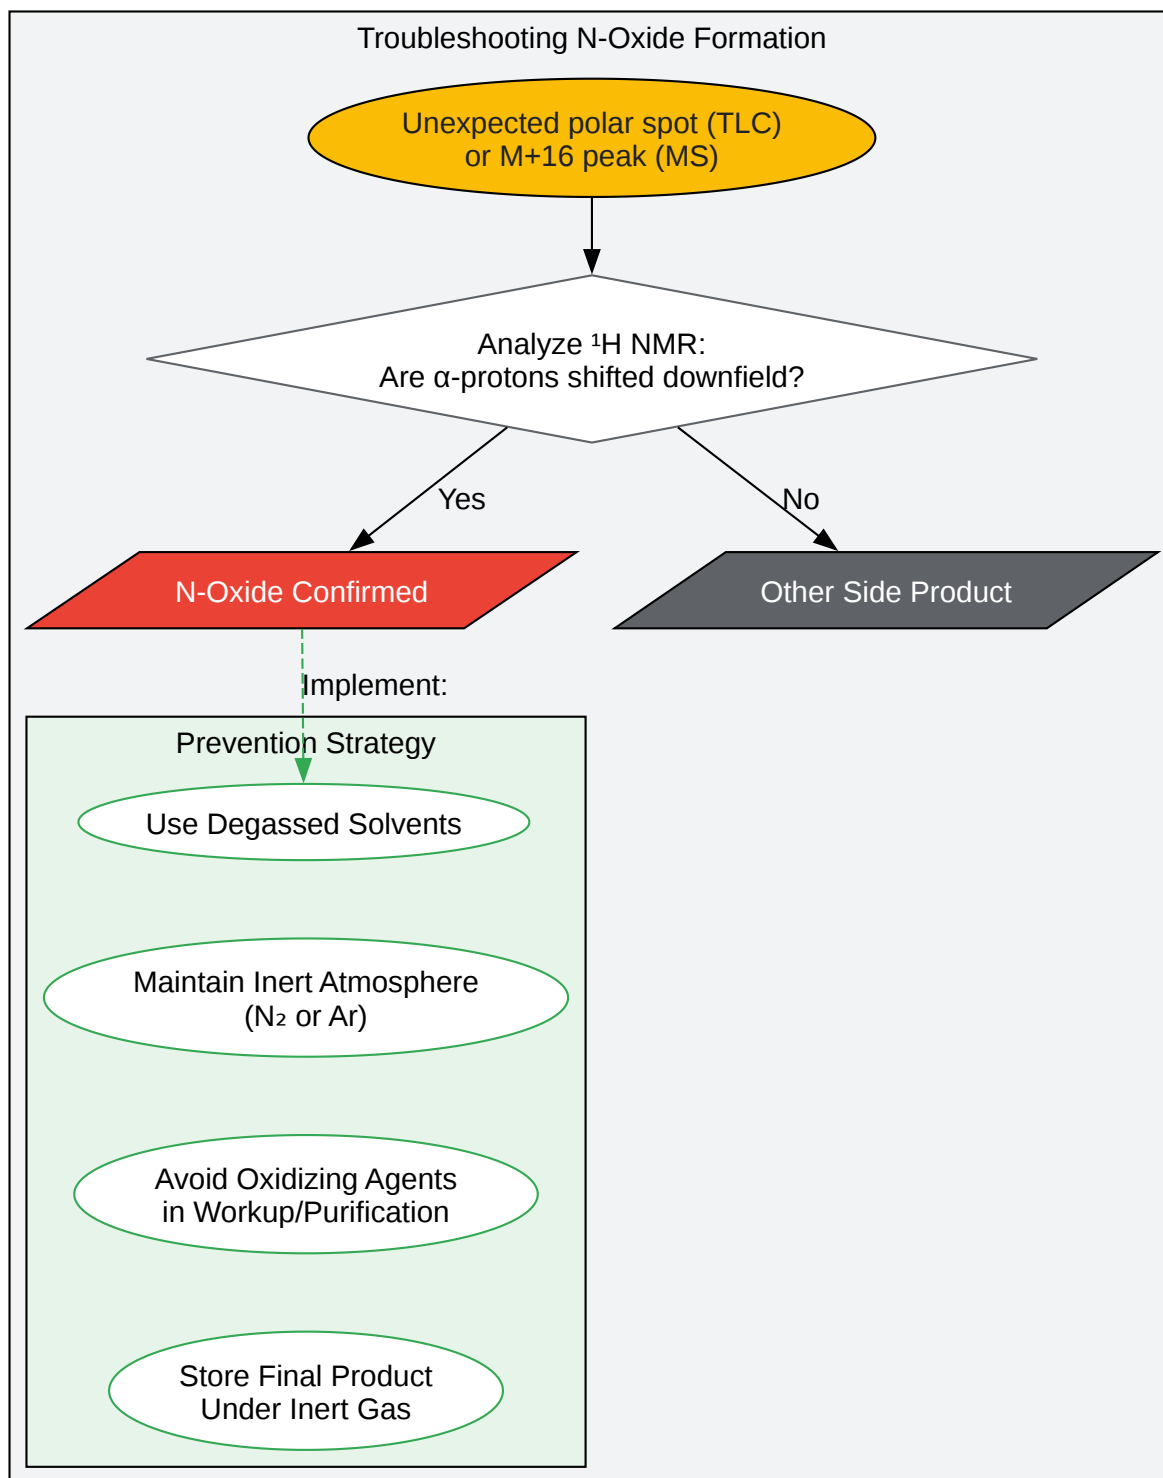 Troubleshooting N-Oxide Formation
Unexpected polar spot (TLC)
or M+16 peak (MS)
Analyze ¹H NMR:
Are α-protons shifted downfield?
Yes
No
N-Oxide Confirmed
Other Side Product
Implement:
Prevention Strategy
Use Degassed Solvents
Maintain Inert Atmosphere
(N₂ or Ar)
Avoid Oxidizing Agents
in Workup/Purification
Store Final Product
Under Inert Gas